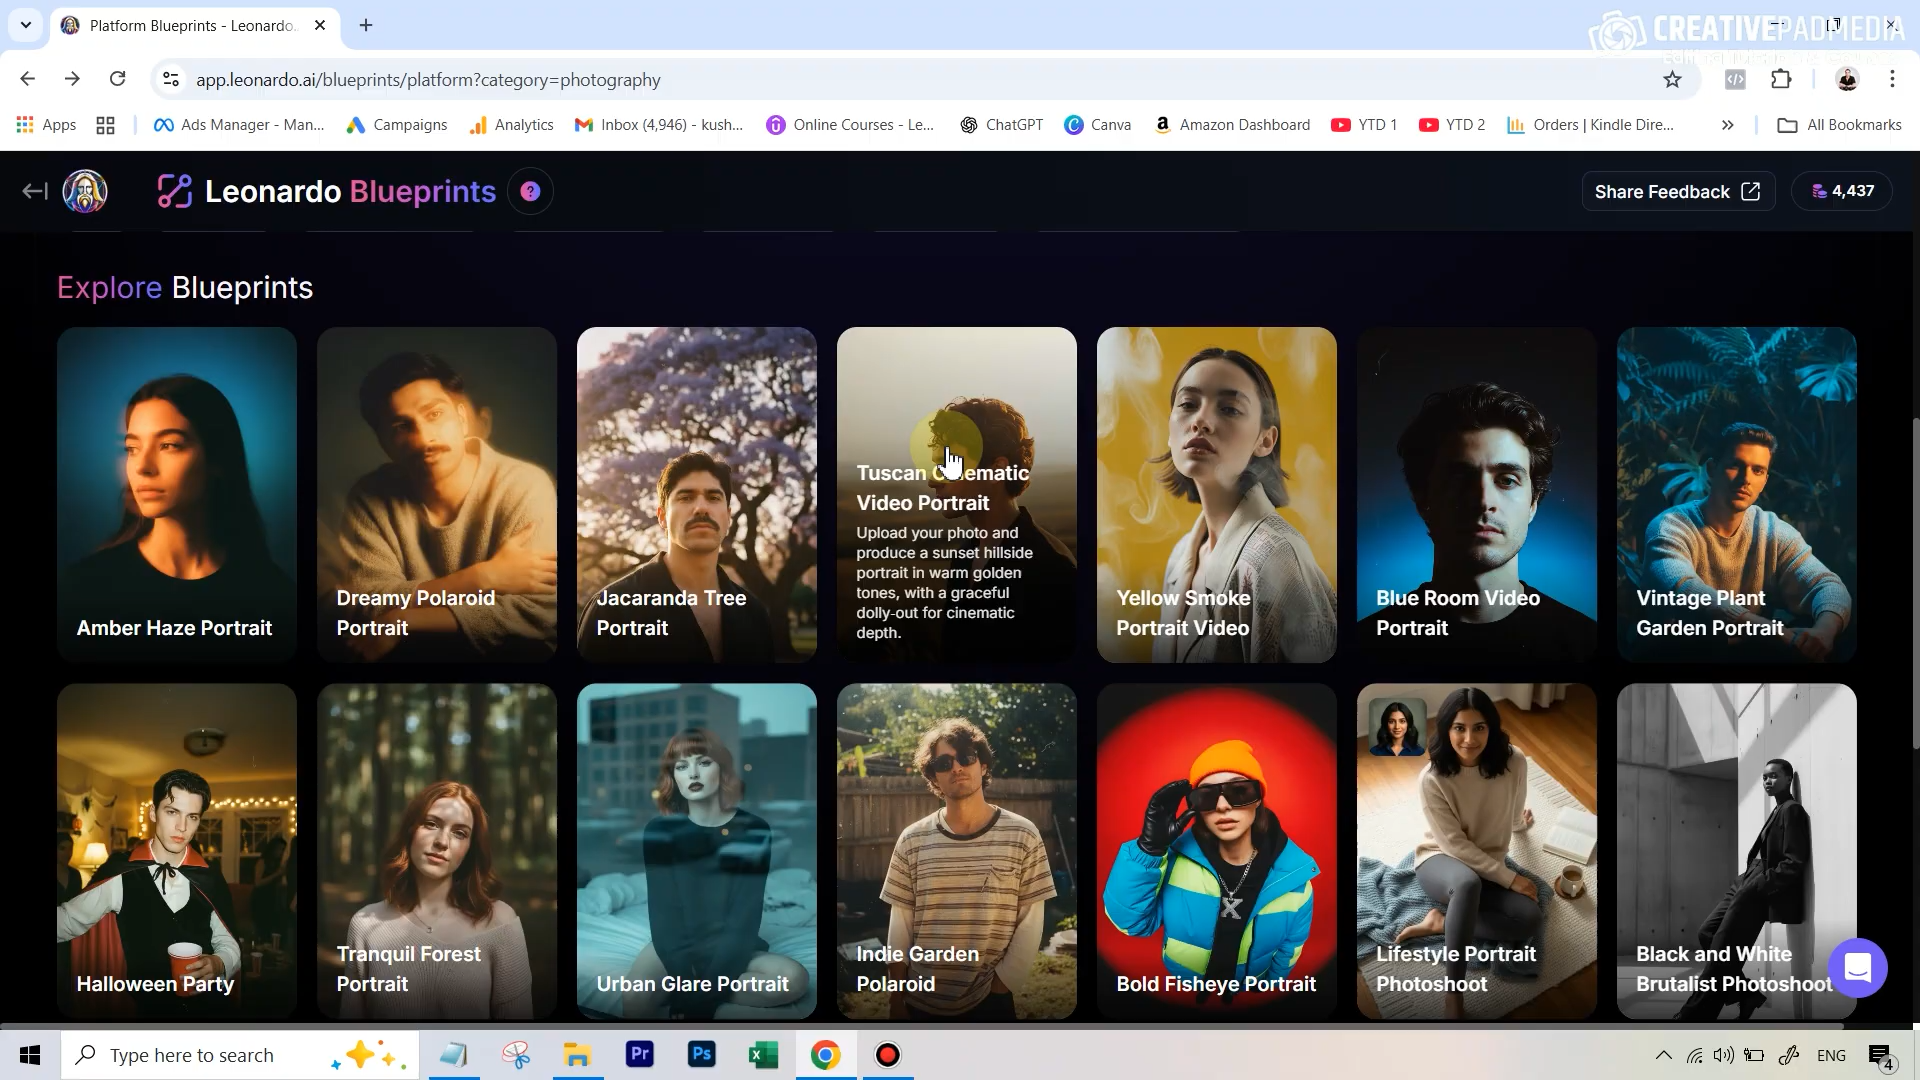 Platform Blueprints - Leonardo.
CREATIVEPADMEDIA
app.leonardo.ai/blueprints/platform?category=photography
Apps
Ads Manager - Man...
Campaigns
Analytics
Inbox (4,946) - kush...
Online Courses - Le...
ChatGPT
Canva
Amazon Dashboard
YTD 1
YTD 2
Orders | Kindle Dire...
All Bookmarks
Leonardo Blueprints
?
Share Feedback
4,437
Explore Blueprints
Amber Haze Portrait
Dreamy Polaroid
Portrait
Jacaranda Tree
Portrait
Tuscan Cinematic
Video Portrait
Upload your photo and
produce a sunset hillside
portrait in warm golden
tones, with a graceful
dolly-out for cinematic
depth.
Yellow Smoke
Portrait Video
Blue Room Video
Portrait
Vintage Plant
Garden Portrait
Halloween Party
Tranquil Forest
Portrait
Urban Glare Portrait
Indie Garden
Polaroid
Bold Fisheye Portrait
Lifestyle Portrait
Photoshoot
Black and White
Brutalist Photoshoot
Type here to search
Pr
Ps
ENG
4